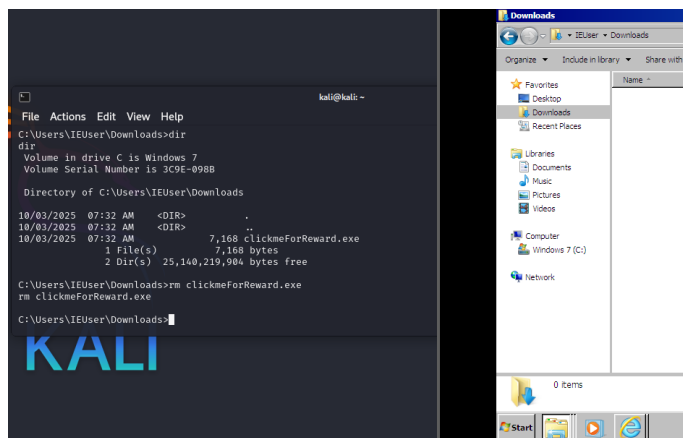 kali@kali: ~
File Actions Edit View Help
C:\Users\IEUser\Downloads>dir
dir
Volume in drive C is Windows 7
Volume Serial Number is 3C9E-098B
Directory of C:\Users\IEUser\Downloads
10/03/2025 07:32 AM <DIR> .
10/03/2025 07:32 AM <DIR> ..
10/03/2025 07:32 AM 7,168 clickmeForReward.exe
1 File(s) 7,168 bytes
2 Dir(s) 25,140,219,904 bytes free
C:\Users\IEUser\Downloads>rm clickmeForReward.exe
rm clickmeForReward.exe
C:\Users\IEUser\Downloads>
KALI
Downloads
IEUser Downloads
Organize Include in library Share with
Name
Favorites
Desktop
Downloads
Recent Places
Libraries
Documents
Music
Pictures
Videos
Computer
Windows 7 (C:)
Network
0 items
Start